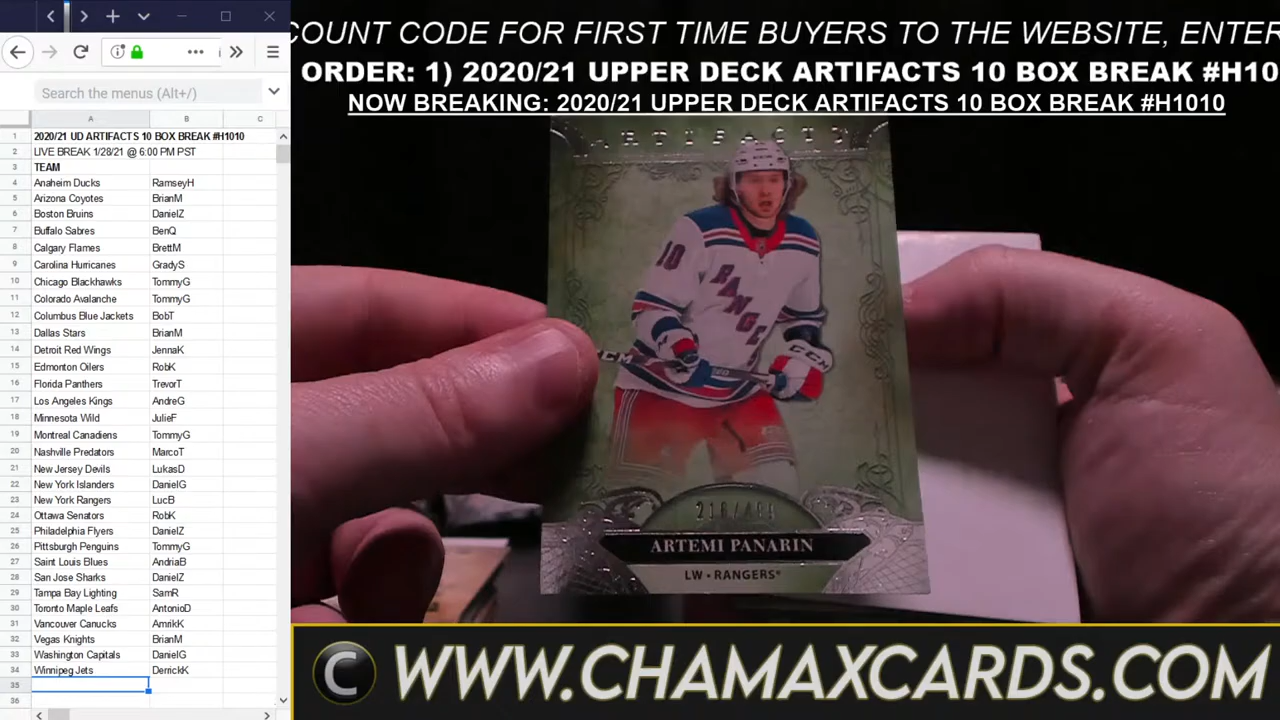 COUNT CODE FOR FIRST TIME BUYERS TO THE WEBSITE, ENTER
ORDER: 1) 2020/21 UPPER DECK ARTIFACTS 10 BOX BREAK #H10
NOW BREAKING: 2020/21 UPPER DECK ARTIFACTS 10 BOX BREAK #H1010
Search the menus (Alt+/)
A B C
1 2020/21 UD ARTIFACTS 10 BOX BREAK #H1010
2 LIVE BREAK 1/28/21 @ 6:00 PM PST
3 TEAM
4 Anaheim Ducks RamseyH
5 Arizona Coyotes BrianM
6 Boston Bruins DanielZ
7 Buffalo Sabres BenQ
8 Calgary Flames BrettM
9 Carolina Hurricanes GradyS
10 Chicago Blackhawks TommyG
11 Colorado Avalanche TommyG
12 Columbus Blue Jackets BobT
13 Dallas Stars BrianM
14 Detroit Red Wings JennaK
15 Edmonton Oilers RobK
16 Florida Panthers TrevorT
17 Los Angeles Kings AndreG
18 Minnesota Wild JulieF
19 Montreal Canadiens TommyG
20 Nashville Predators MarcoT
21 New Jersey Devils LukasD
22 New York Islanders DanielG
23 New York Rangers LucB
24 Ottawa Senators RobK
25 Philadelphia Flyers DanielZ
26 Pittsburgh Penguins TommyG
27 Saint Louis Blues AndriaB
28 San Jose Sharks DanielZ
29 Tampa Bay Lighting SamR
30 Toronto Maple Leafs AntonioD
31 Vancouver Canucks AmrikK
32 Vegas Knights BrianM
33 Washington Capitals DanielG
34 Winnipeg Jets DerrickK
35
36
ARTIFACTS
10
RANGE
CCM
CCM
ARTEMI PANARIN
LW • RANGERS
C WWW.CHAMAXCARDS.COM